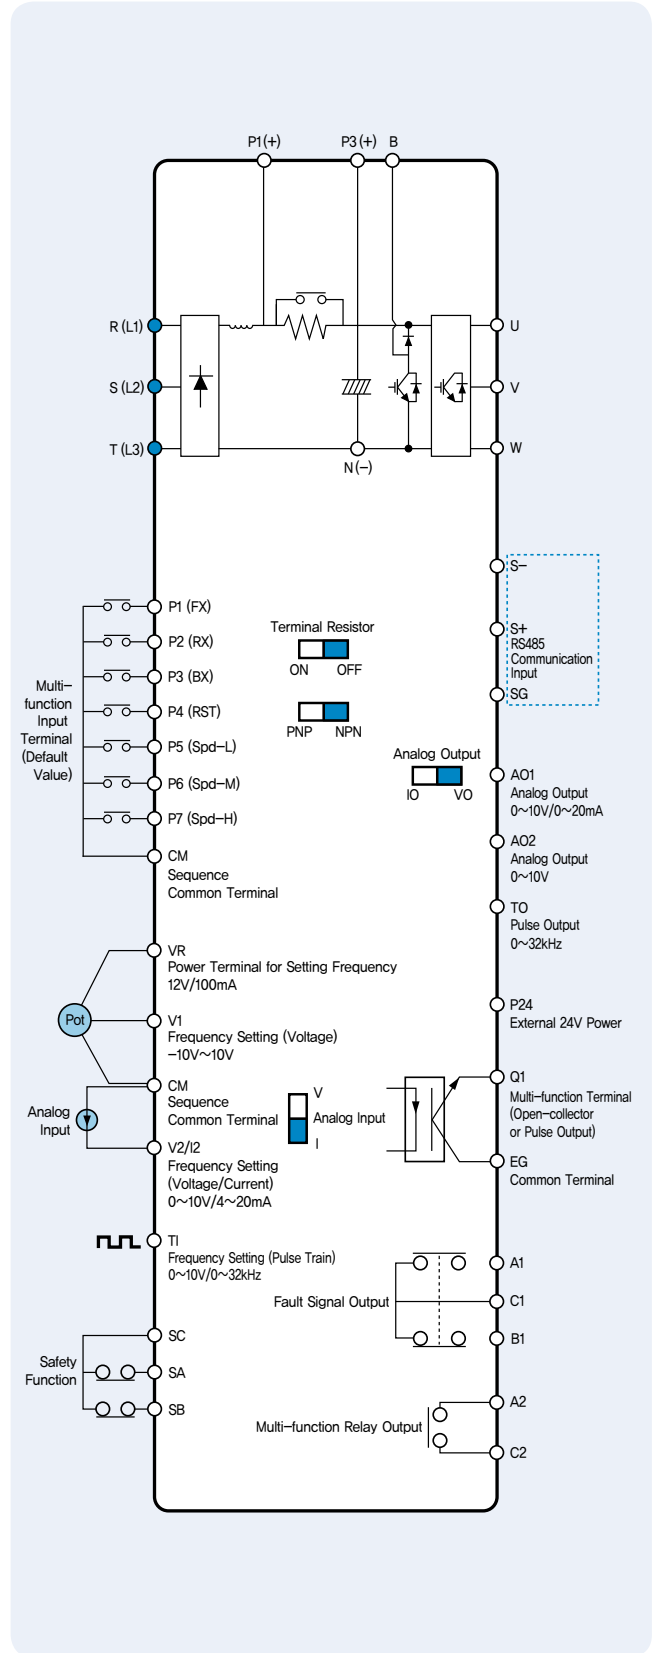 P1(+)
P3(+)
B
R (L1)
S (L2)
T (L3)
U
V
W
N(−)
Multi−
function
Input
Terminal
(Default
Value)
P1 (FX)
P2 (RX)
P3 (BX)
P4 (RST)
P5 (Spd−L)
P6 (Spd−M)
P7 (Spd−H)
CM
Sequence
Common Terminal
Terminal Resistor
ON OFF
PNP NPN
Analog Output
IO VO
S−
S+
RS485
Communication
Input
SG
AO1
Analog Output
0~10V/0~20mA
AO2
Analog Output
0~10V
TO
Pulse Output
0~32kHz
Pot
VR
Power Terminal for Setting Frequency
12V/100mA
V1
Frequency Setting (Voltage)
−10V~10V
CM
Sequence
Common Terminal
Analog
Input
V2/I2
Frequency Setting
(Voltage/Current)
0~10V/4~20mA
V
Analog Input
I
P24
External 24V Power
Q1
Multi−function Terminal
(Open−collector
or Pulse Output)
EG
Common Terminal
TI
Frequency Setting (Pulse Train)
0~10V/0~32kHz
Fault Signal Output
A1
C1
B1
Safety
Function
SC
SA
SB
Multi−function Relay Output
A2
C2